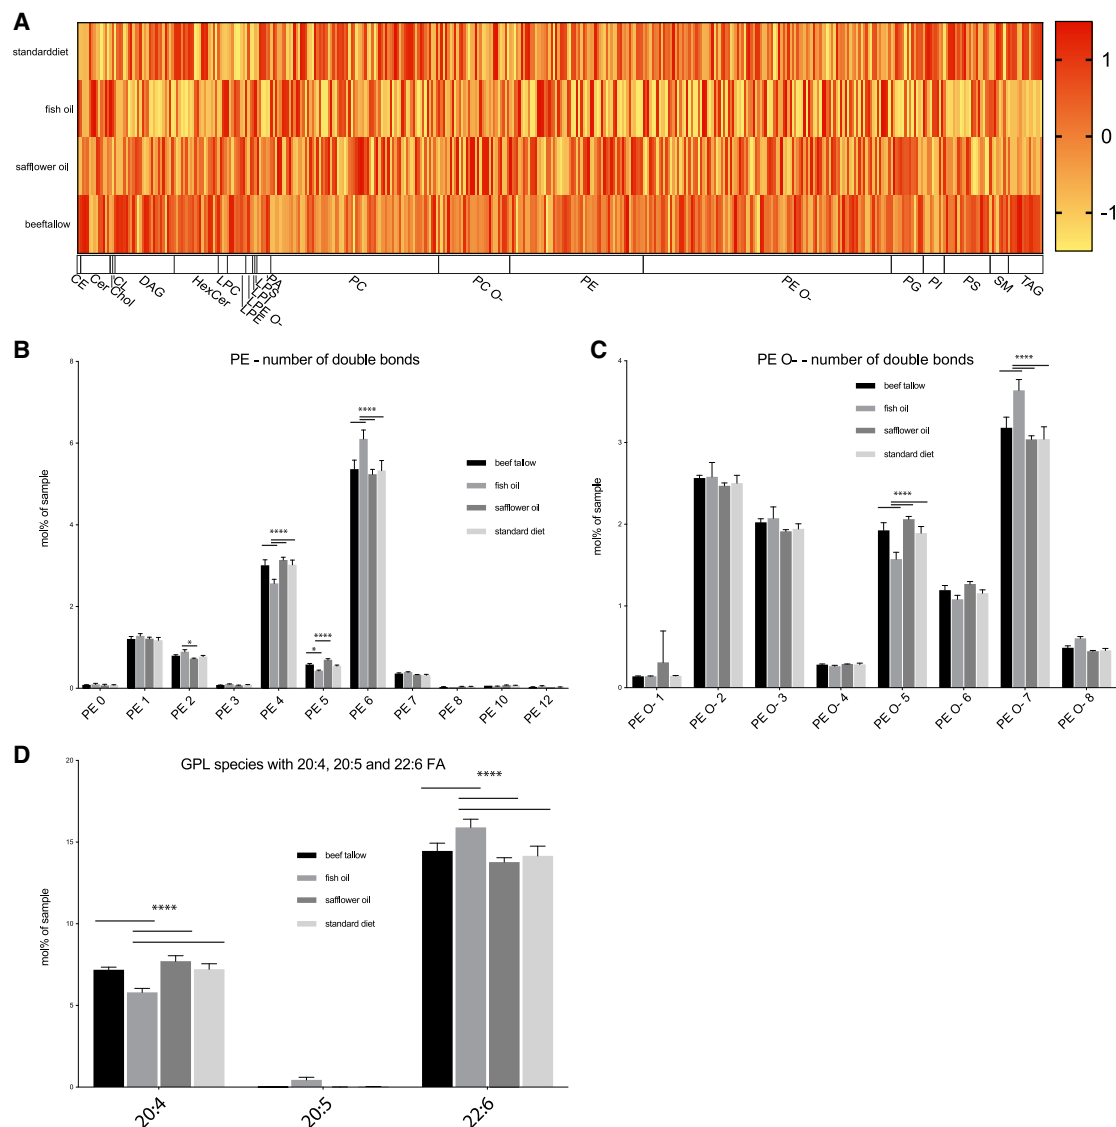 A
standarddiet
fish oil
safflower oil
beeftallow
1
0
-1
CE
Cer
Chol
CL
DAG
HexCer
LPC
LPE
LPE O-
LPI
LPS
PA
PC
PC O-
PE
PE O-
PG
PI
PS
SM
TAG
B
PE - number of double bonds
mol% of sample
8
6
4
2
0
****
****
*
*
****
beef tallow
fish oil
safflower oil
standard diet
PE 0
PE 1
PE 2
PE 3
PE 4
PE 5
PE 6
PE 7
PE 8
PE 10
PE 12
C
PE O- - number of double bonds
mol% of sample
4
3
2
1
0
****
****
beef tallow
fish oil
safflower oil
standard diet
PE O- 1
PE O- 2
PE O- 3
PE O- 4
PE O- 5
PE O- 6
PE O- 7
PE O- 8
D
GPL species with 20:4, 20:5 and 22:6 FA
mol% of sample
20
15
10
5
0
****
****
beef tallow
fish oil
safflower oil
standard diet
20:4
20:5
22:6